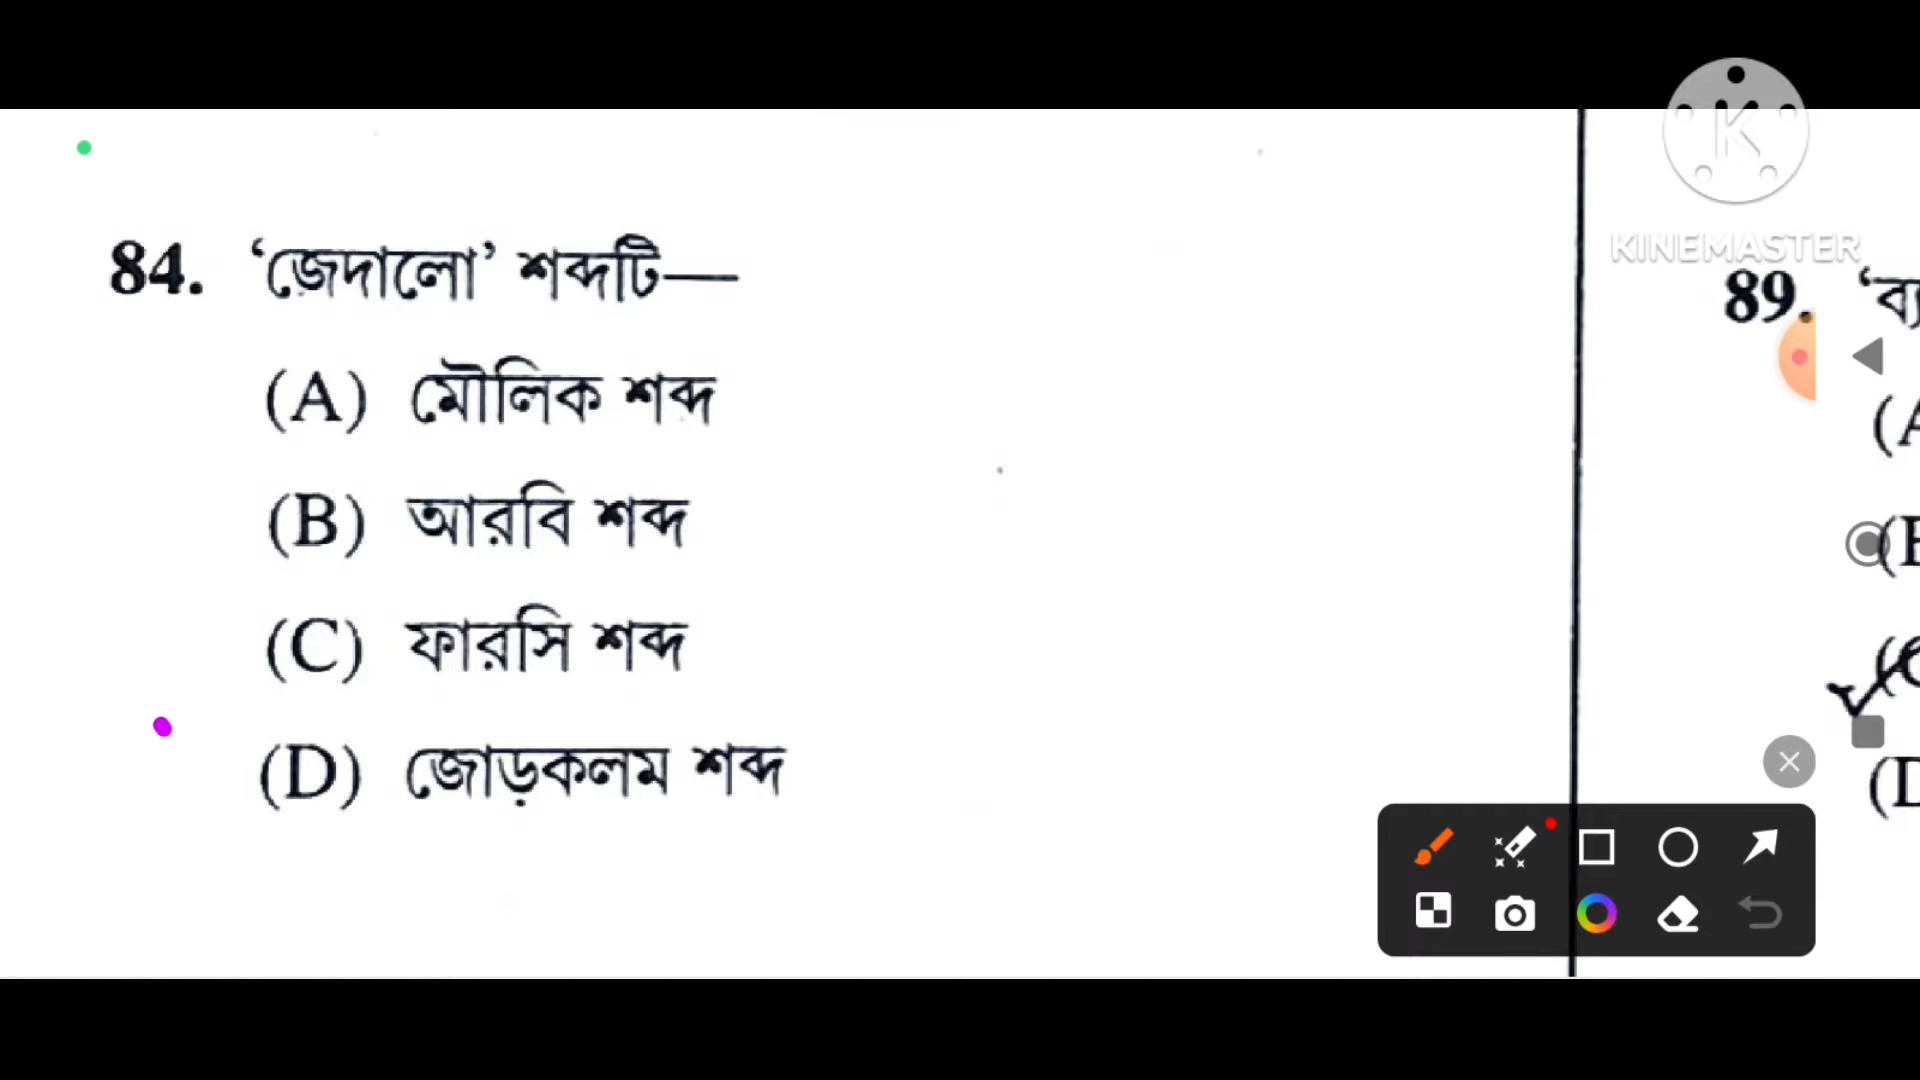 KINEMASTER
84. ‘জেদালো’ শব্দটি—
(A) মৌলিক শব্দ
(B) আরবি শব্দ
(C) ফারসি শব্দ
(D) জোড়কলম শব্দ
89.